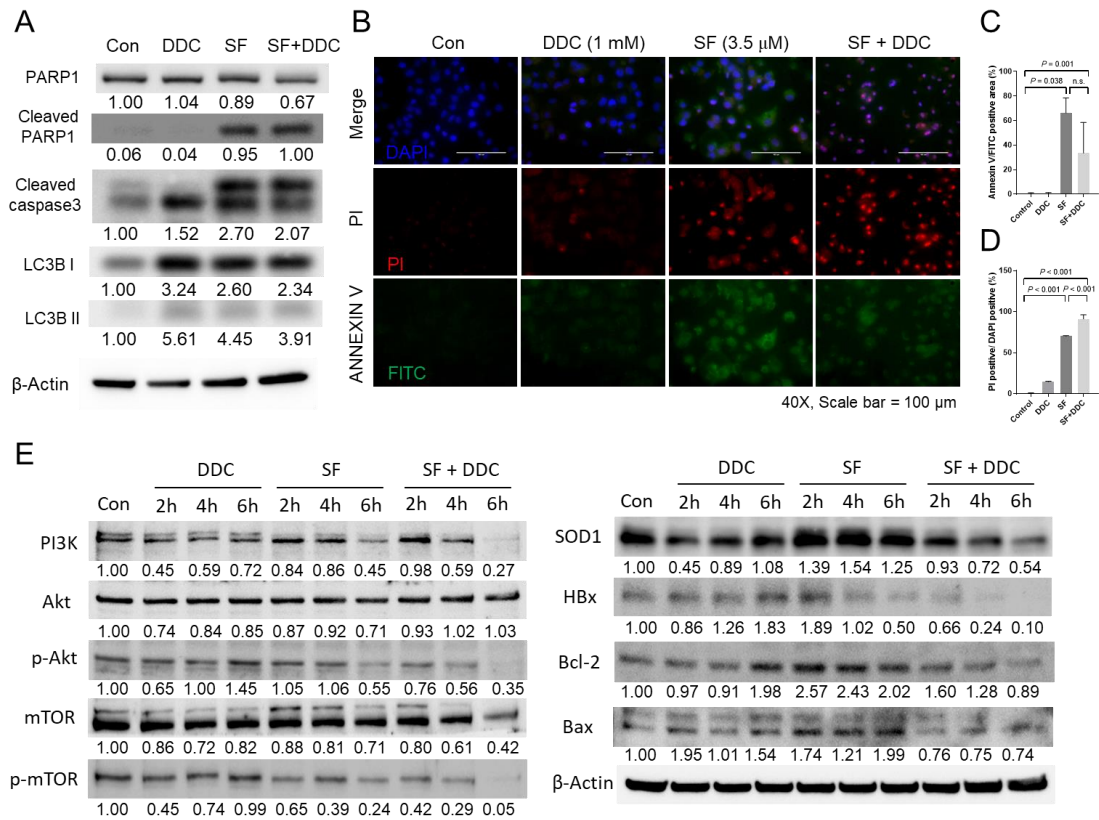 A
Con DDC SF SF+DDC
PARP1
1.00 1.04 0.89 0.67
Cleaved
PARP1
0.06 0.04 0.95 1.00
Cleaved
caspase3
1.00 1.52 2.70 2.07
LC3B I
1.00 3.24 2.60 2.34
LC3B II
1.00 5.61 4.45 3.91
β-Actin
B
Con DDC (1 mM) SF (3.5 μM) SF + DDC
Merge
DAPI
PI
PI
ANNEXIN V
FITC
40X, Scale bar = 100 μm
C
P = 0.001
P = 0.038 n.s.
Annexin V/FITC positive area (%)
100
80
60
40
20
0
Control DDC SF SF+DDC
D
P < 0.001
P < 0.001 P < 0.001
PI positive/ DAPI positive (%)
150
100
50
0
Control DDC SF SF+DDC
E
DDC SF SF + DDC
Con 2h 4h 6h 2h 4h 6h 2h 4h 6h
PI3K
1.00 0.45 0.59 0.72 0.84 0.86 0.45 0.98 0.59 0.27
Akt
1.00 0.74 0.84 0.85 0.87 0.92 0.71 0.93 1.02 1.03
p-Akt
1.00 0.65 1.00 1.45 1.05 1.06 0.55 0.76 0.56 0.35
mTOR
1.00 0.86 0.72 0.82 0.88 0.81 0.71 0.80 0.61 0.42
p-mTOR
1.00 0.45 0.74 0.99 0.65 0.39 0.24 0.42 0.29 0.05
DDC SF SF + DDC
Con 2h 4h 6h 2h 4h 6h 2h 4h 6h
SOD1
1.00 0.45 0.89 1.08 1.39 1.54 1.25 0.93 0.72 0.54
HBx
1.00 0.86 1.26 1.83 1.89 1.02 0.50 0.66 0.24 0.10
Bcl-2
1.00 0.97 0.91 1.98 2.57 2.43 2.02 1.60 1.28 0.89
Bax
1.00 1.95 1.01 1.54 1.74 1.21 1.99 0.76 0.75 0.74
β-Actin